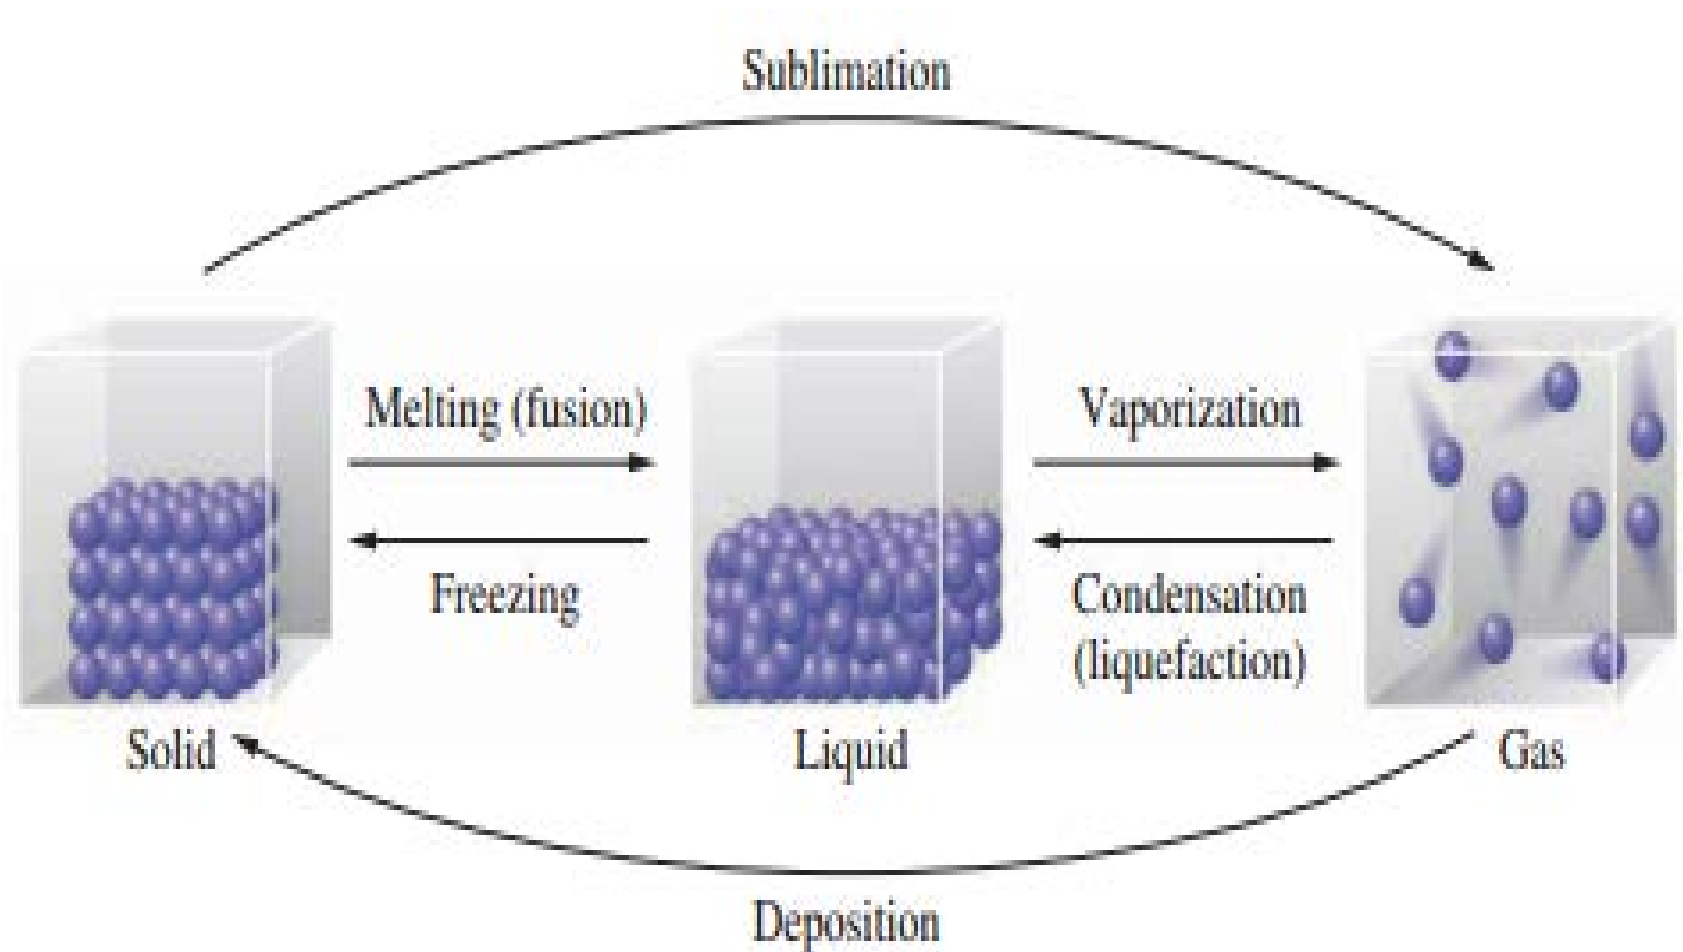 Sublimation
Melting (fusion)
Vaporization
Freezing
Condensation
(liquefaction)
Solid
Liquid
Gas
Deposition